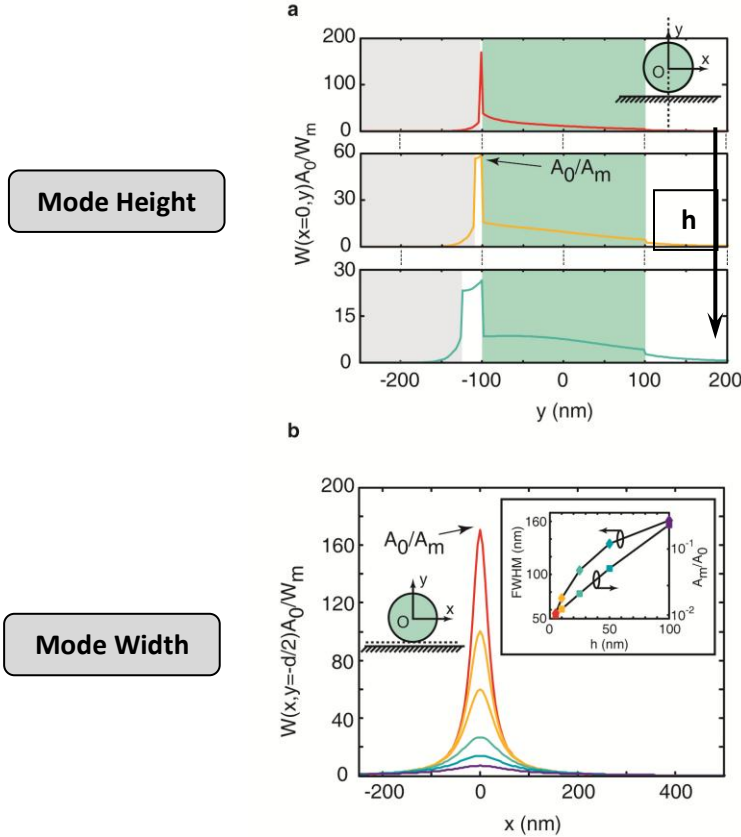 a
200
100
0
y
O
x
60
30
0
A₀/Aₘ
h
30
15
0
W(x=0,y)A₀/Wₘ
-200
-100
0
100
200
y (nm)
Mode Height
b
200
160
120
80
40
0
W(x,y=-d/2)A₀/Wₘ
A₀/Aₘ
y
O
x
160
100
50
FWHM (nm)
10⁻¹
10⁻²
Aₘ/A₀
0
50
100
h (nm)
-200
0
200
400
x (nm)
Mode Width